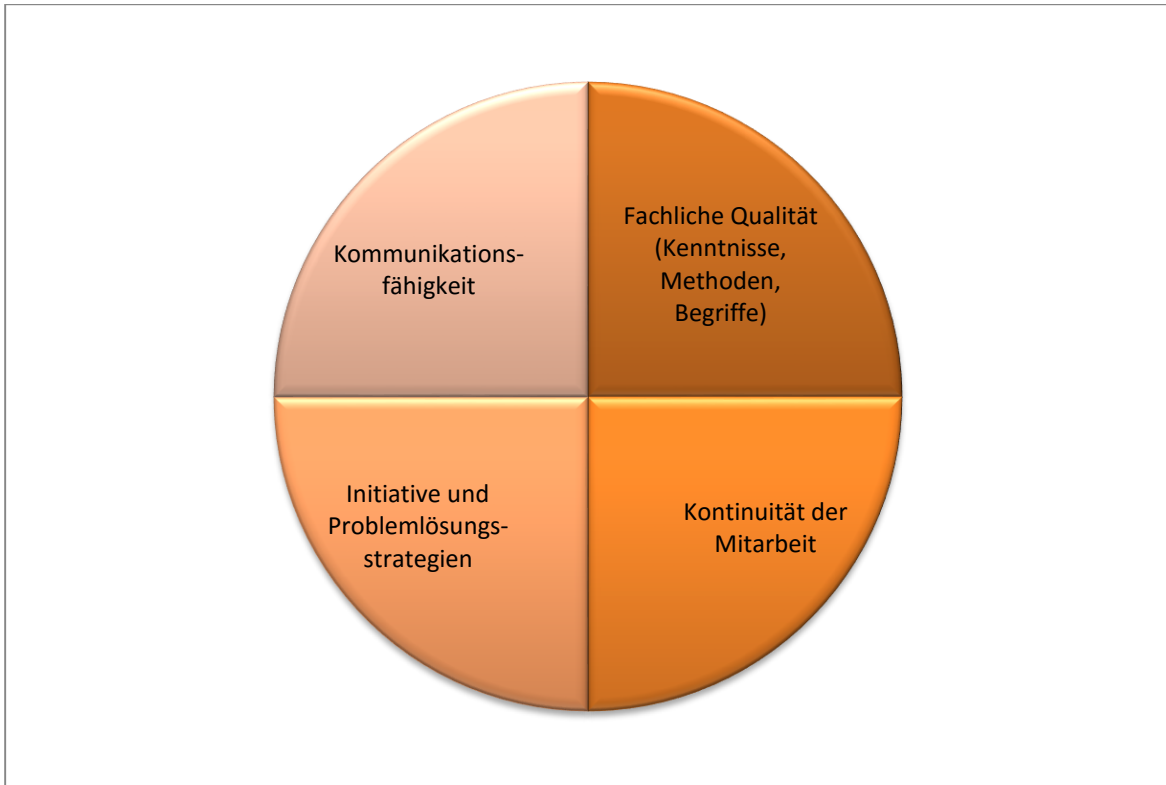 Kommunikations-
fähigkeit
Fachliche Qualität
(Kenntnisse,
Methoden,
Begriffe)
Initiative und
Problemlösungs-
strategien
Kontinuität der
Mitarbeit